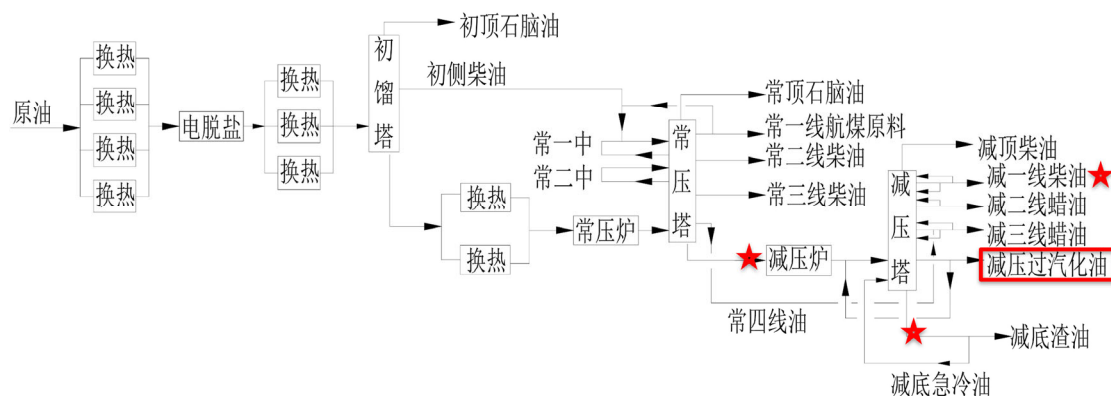 原油
换热
换热
换热
换热
电脱盐
换热
换热
换热
初馏塔
初顶石脑油
初侧柴油
换热
换热
常压炉
常一中
常二中
常压塔
常顶石脑油
常一线航煤原料
常二线柴油
常三线柴油
常四线油
减压炉
减压塔
减顶柴油
减一线柴油
减二线蜡油
减三线蜡油
减压过汽化油
减底渣油
减底急冷油